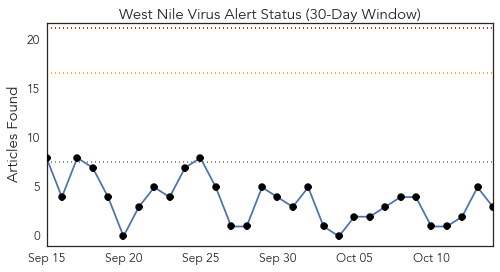 West Nile Virus Alert Status (30-Day Window)
Articles Found
20
15
10
5
0
Sep 15 Sep 20 Sep 25 Sep 30 Oct 05 Oct 10